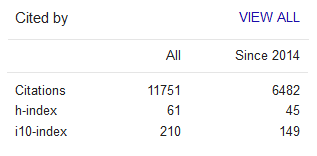 Cited by VIEW ALL
All Since 2014
Citations 11751 6482
h-index 61 45
i10-index 210 149